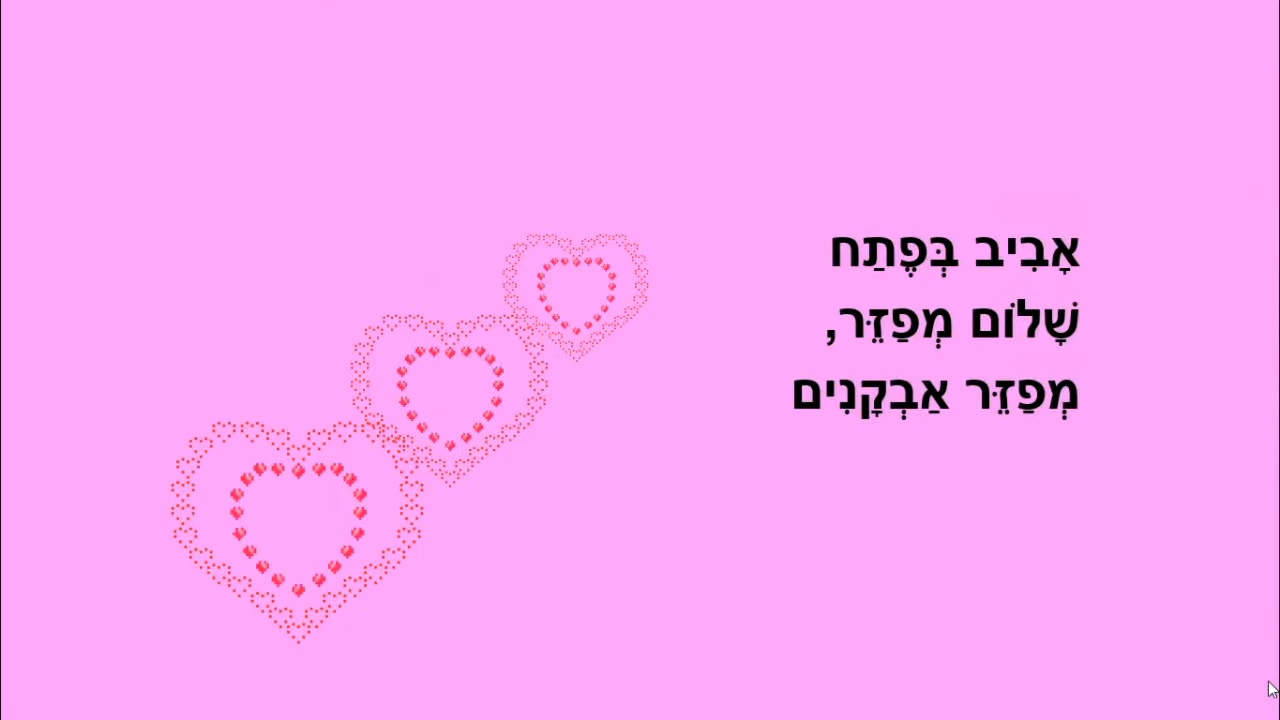 אָבִיב בְּפֶתַח
שָׁלוֹם מְפַזֵּר,
מְפַזֵּר אַבְקָנִים